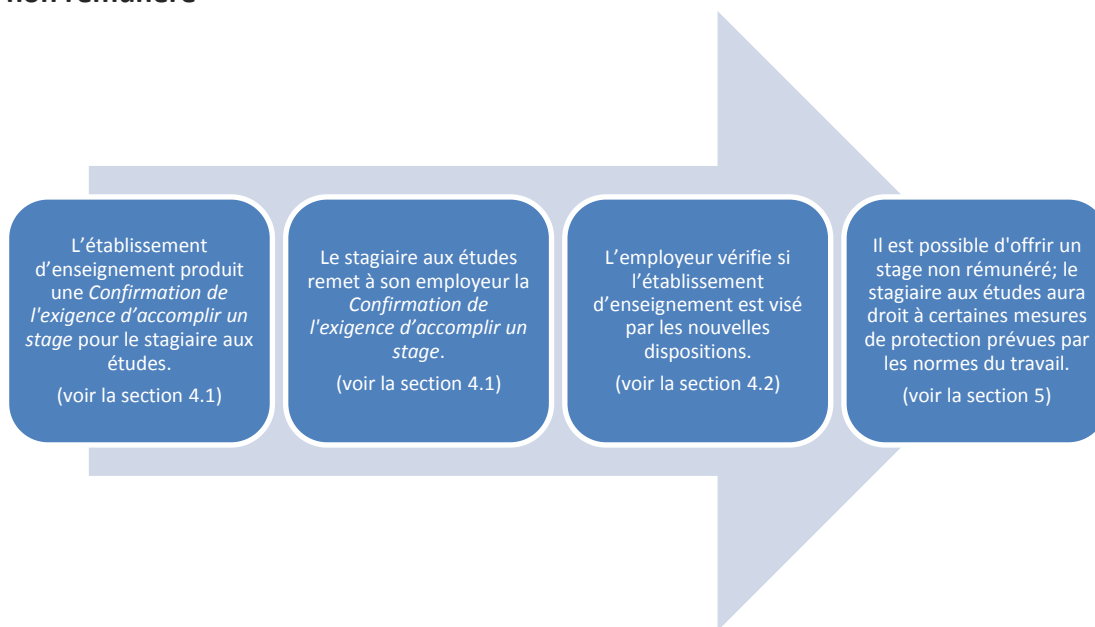 non rémunéré
L'établissement
d'enseignement produit
une Confirmation de
l'exigence d'accomplir un
stage pour le stagiaire aux
études.
(voir la section 4.1)
Le stagiaire aux études
remet à son employeur la
Confirmation de
l'exigence d'accomplir un
stage.
(voir la section 4.1)
L'employeur vérifie si
l'établissement
d'enseignement est visé
par les nouvelles
dispositions.
(voir la section 4.2)
Il est possible d'offrir un
stage non rémunéré; le
stagiaire aux études aura
droit à certaines mesures
de protection prévues par
les normes du travail.
(voir la section 5)